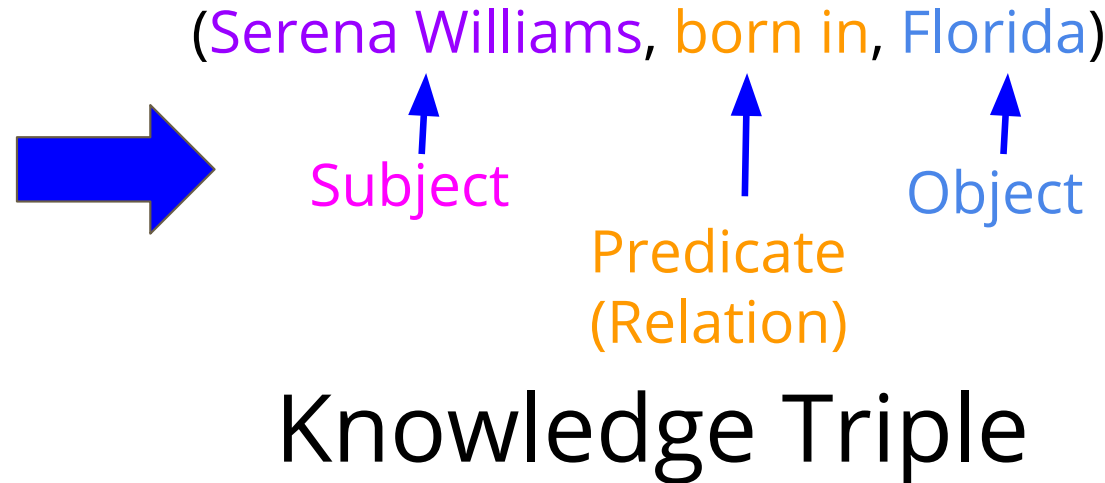 (Serena Williams, born in, Florida)
Subject
Object
Predicate
(Relation)
Knowledge Triple